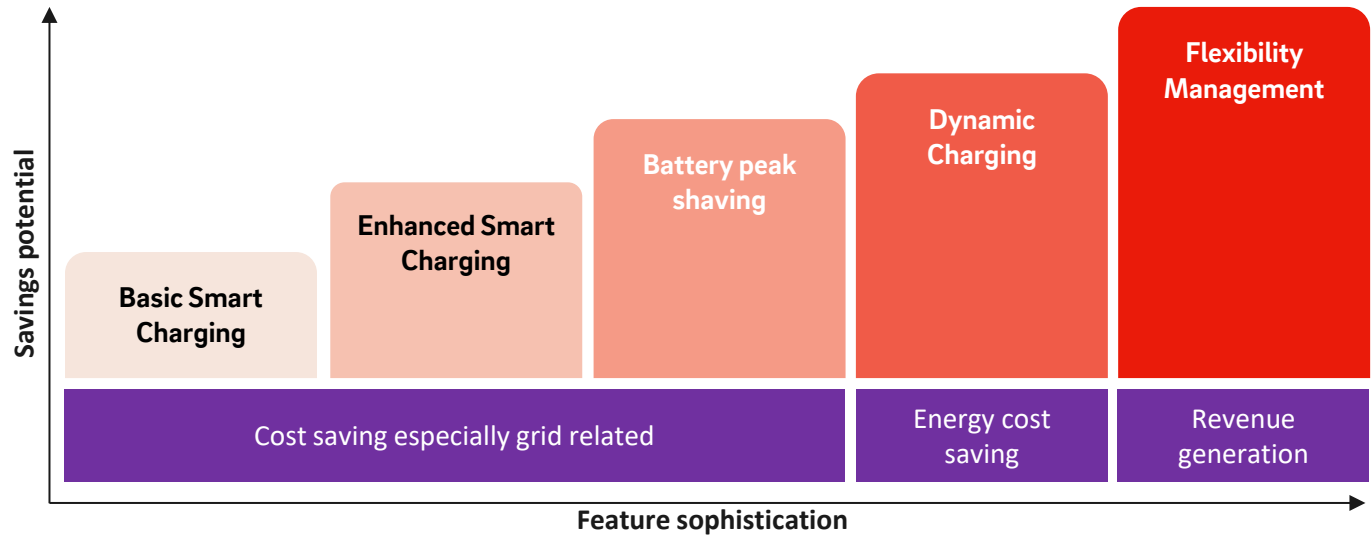 Savings potential
Basic Smart
Charging
Enhanced Smart
Charging
Battery peak
shaving
Dynamic
Charging
Flexibility
Management
Cost saving especially grid related
Energy cost
saving
Revenue
generation
Feature sophistication